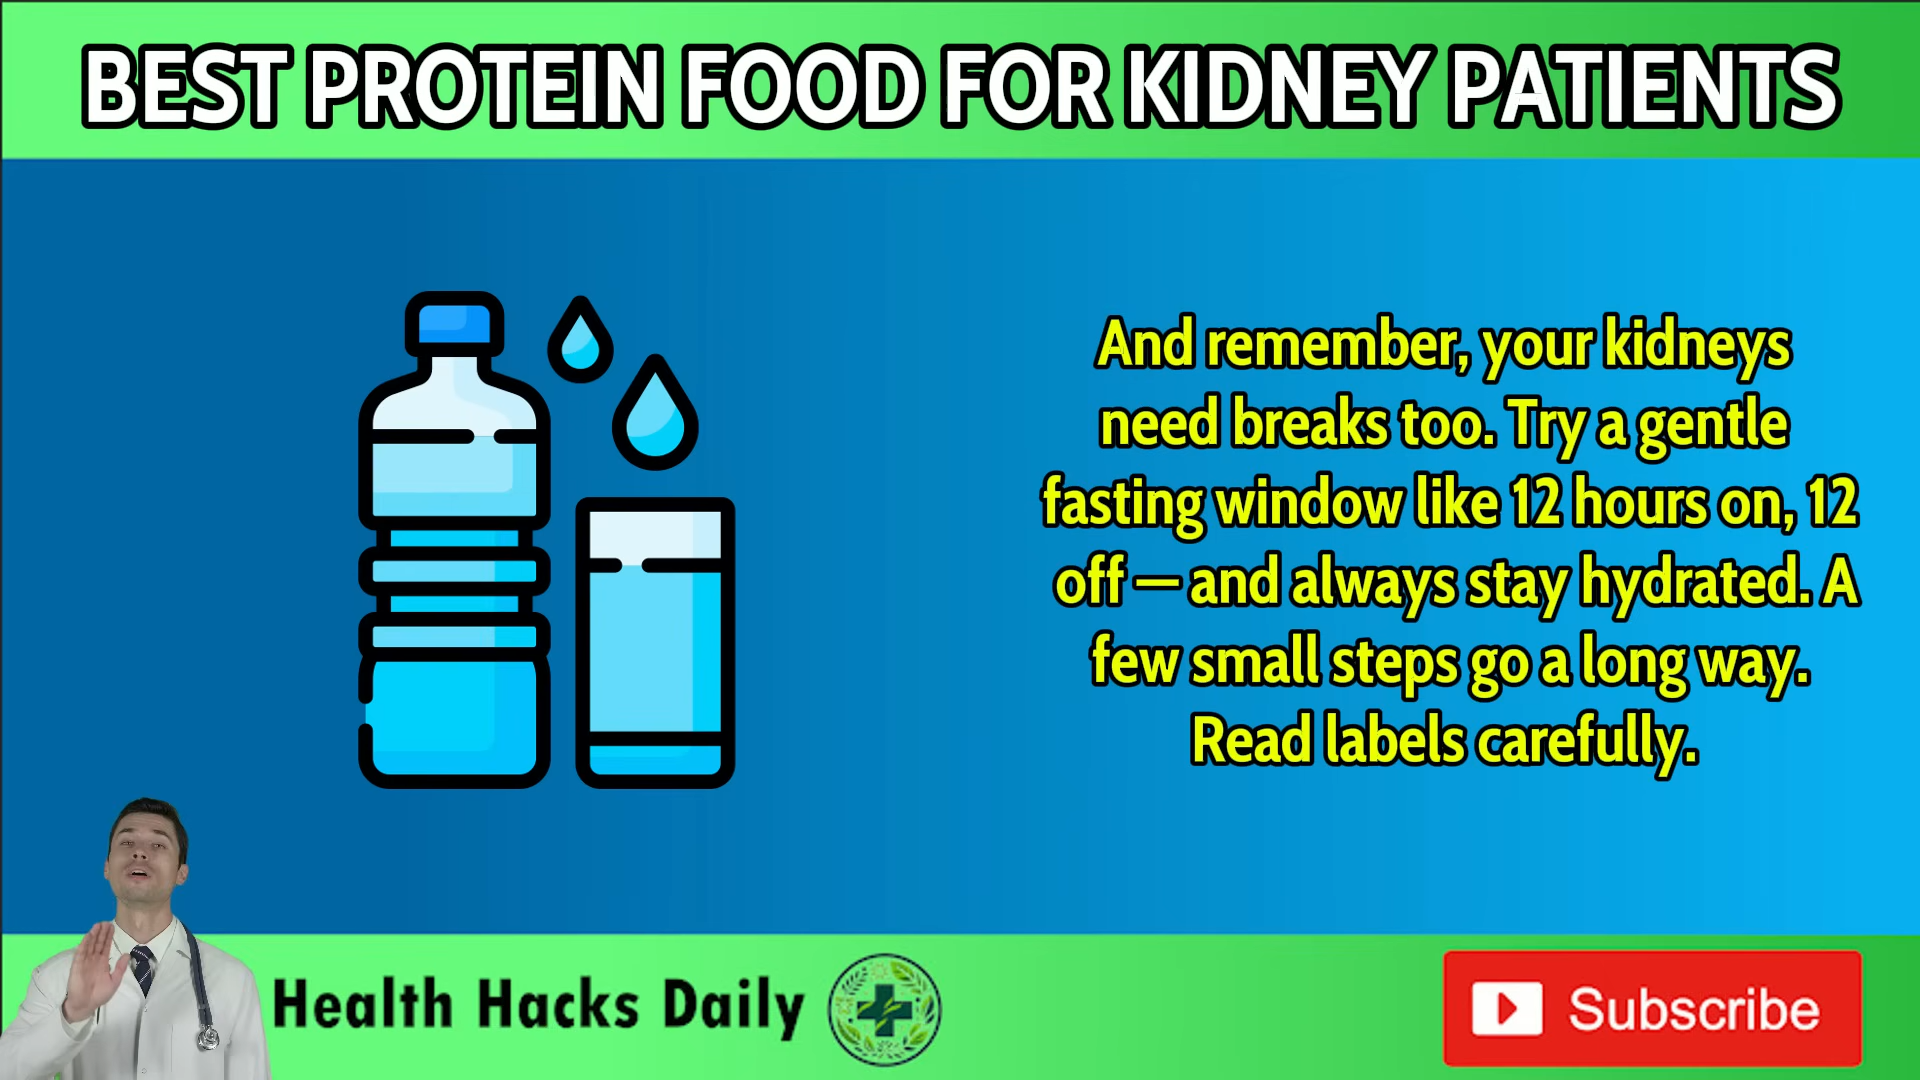 BEST PROTEIN FOOD FOR KIDNEY PATIENTS
And remember, your kidneys
need breaks too. Try a gentle
fasting window like 12 hours on, 12
off — and always stay hydrated. A
few small steps go a long way.
Read labels carefully.
Health Hacks Daily
Subscribe